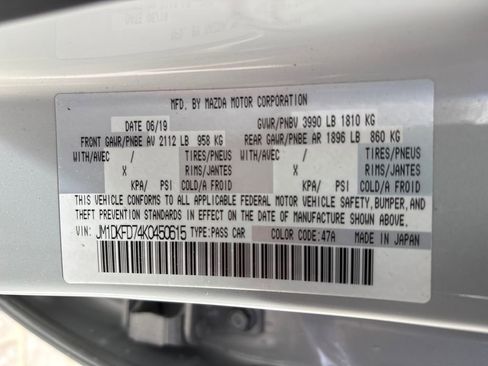 MFD. BY MAZDA MOTOR CORPORATION
DATE 06/19 GVWR/PNBV 3990 LB 1810 KG
FRONT GAWR/PNBE AV 2112 LB 958 KG REAR GAWR/PNBE AR 1896 LB 860 KG
WITH/AVEC / TIRES/PNEUS WITH/AVEC / TIRES/PNEUS
X RIMS/JANTES X RIMS/JANTES
KPA/ PSI COLD/A FROID KPA/ PSI COLD/A FROID
THIS VEHICLE CONFORMS TO ALL APPLICABLE FEDERAL MOTOR VEHICLE SAFETY, BUMPER, AND
THEFT PREVENTION STANDARDS IN EFFECT ON THE DATE OF MANUFACTURE SHOWN ABOVE.
VIN: JM1DKFD74K0450615 TYPE:PASS CAR COLOR CODE:47A MADE IN JAPAN